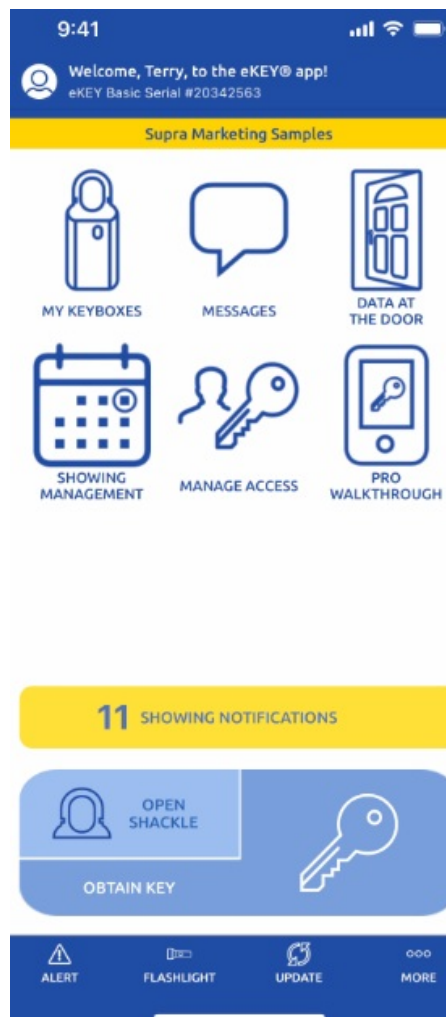 9:41
Welcome, Terry, to the eKEY® app!
eKEY Basic Serial #20342563
Supra Marketing Samples
MY KEYBOXES
MESSAGES
DATA AT
THE DOOR
SHOWING
MANAGEMENT
MANAGE ACCESS
PRO
WALKTHROUGH
11 SHOWING NOTIFICATIONS
OPEN
SHACKLE
OBTAIN KEY
ALERT
FLASHLIGHT
UPDATE
MORE